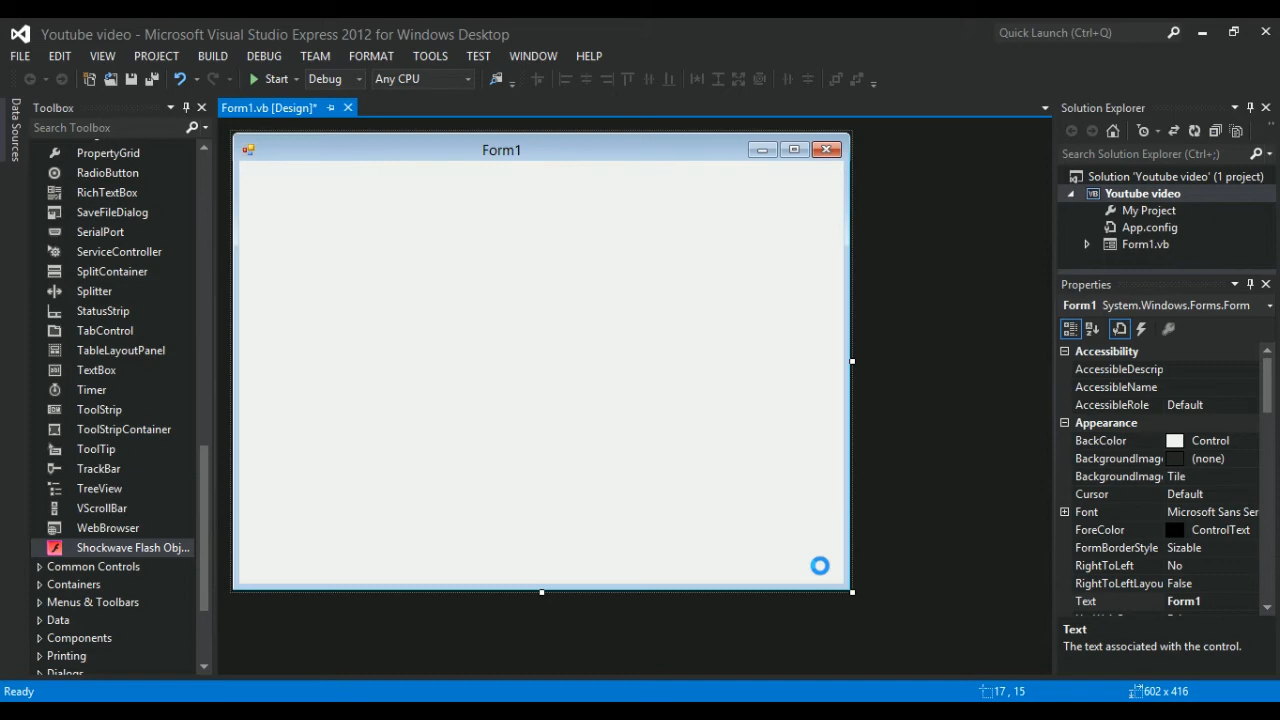 Youtube video - Microsoft Visual Studio Express 2012 for Windows Desktop
Quick Launch (Ctrl+Q)
FILE EDIT VIEW PROJECT BUILD DEBUG TEAM FORMAT TOOLS TEST WINDOW HELP
Start Debug Any CPU
Data Sources
Toolbox
Search Toolbox
PropertyGrid
RadioButton
RichTextBox
SaveFileDialog
SerialPort
ServiceController
SplitContainer
Splitter
StatusStrip
TabControl
TableLayoutPanel
TextBox
Timer
ToolStrip
ToolStripContainer
ToolTip
TrackBar
TreeView
VScrollBar
WebBrowser
Shockwave Flash Obj...
Common Controls
Containers
Menus & Toolbars
Data
Components
Printing
Dialogs
Form1.vb [Design]*
Form1
Solution Explorer
Search Solution Explorer (Ctrl+;)
Solution 'Youtube video' (1 project)
VB Youtube video
My Project
App.config
Form1.vb
Properties
Form1 System.Windows.Forms.Form
Accessibility
AccessibleDescrip
AccessibleName
AccessibleRole Default
Appearance
BackColor Control
BackgroundImag (none)
BackgroundImag Tile
Cursor Default
Font Microsoft Sans Ser
ForeColor ControlText
FormBorderStyle Sizable
RightToLeft No
RightToLeftLayou False
Text Form1
Text
The text associated with the control.
Ready
17 , 15
602 x 416